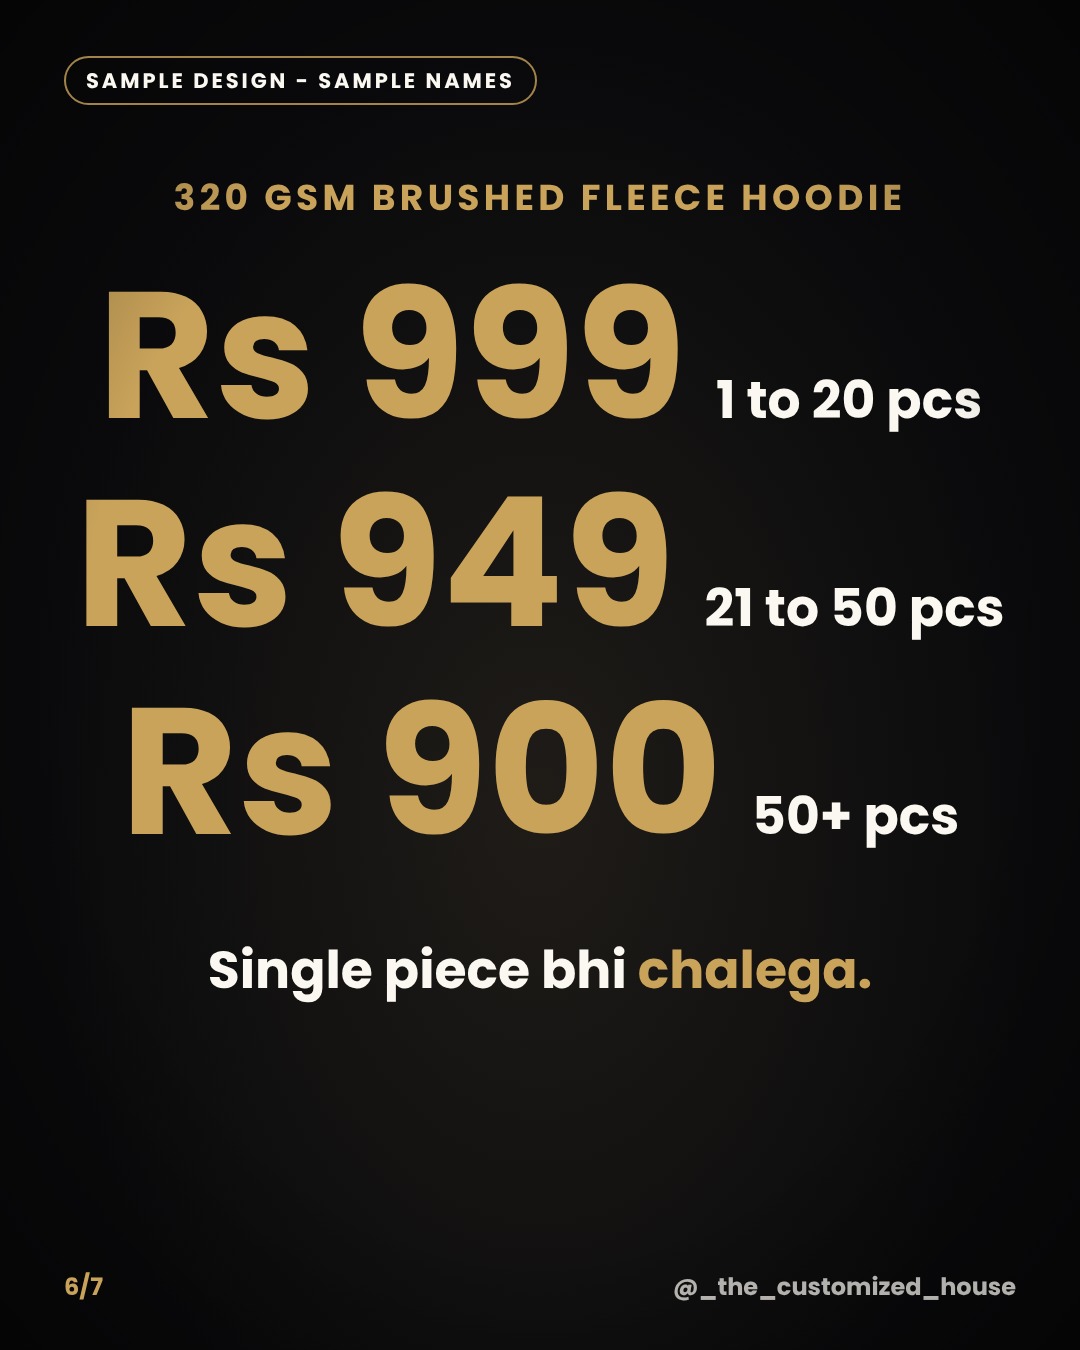 SAMPLE DESIGN - SAMPLE NAMES
320 GSM BRUSHED FLEECE HOODIE
Rs 999 1 to 20 pcs
Rs 949 21 to 50 pcs
Rs 900 50+ pcs
Single piece bhi chalega.
6/7
@_the_customized_house